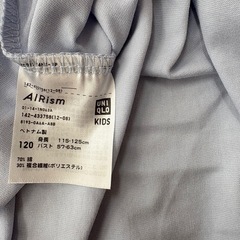 AIRism
UNI
QLO
KIDS
142-433758(12-08)
ベトナム製
120
身長 115-125cm
バスト 57-63cm
70% 綿
30% 複合繊維(ポリエステル)